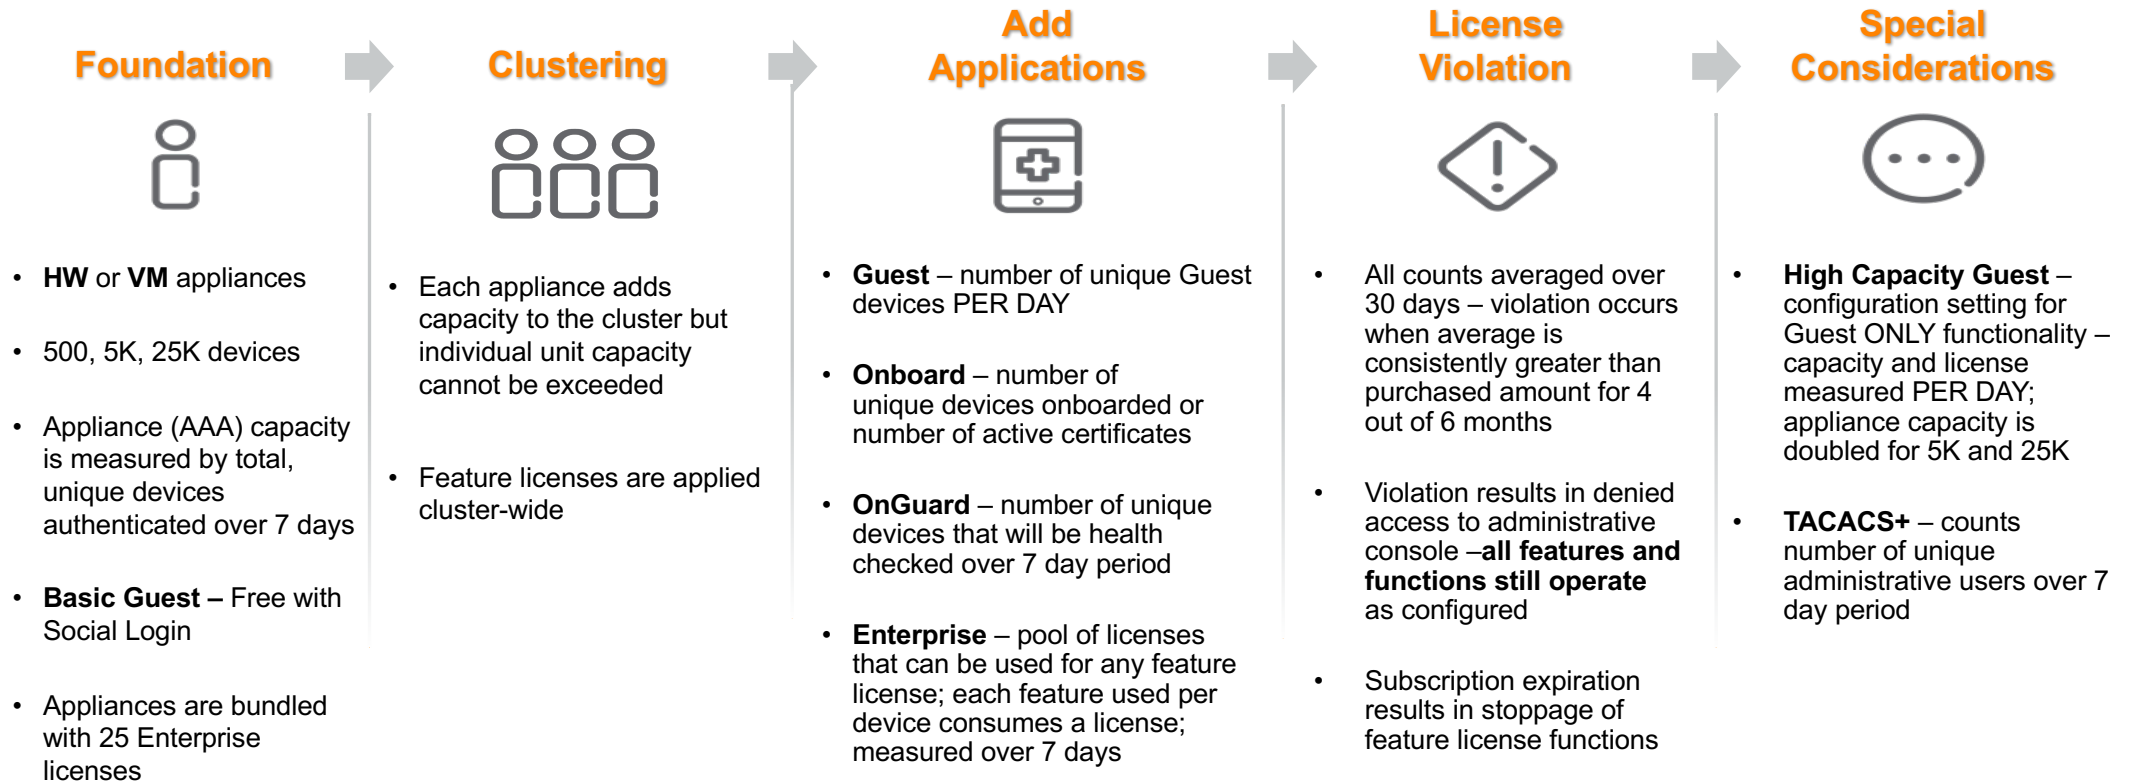 Foundation
Clustering
Add
Applications
License
Violation
Special
Considerations
• HW or VM appliances
• 500, 5K, 25K devices
• Appliance (AAA) capacity
is measured by total,
unique devices
authenticated over 7 days
• Basic Guest – Free with
Social Login
• Appliances are bundled
with 25 Enterprise
licenses
• Each appliance adds
capacity to the cluster but
individual unit capacity
cannot be exceeded
• Feature licenses are applied
cluster-wide
• Guest – number of unique Guest
devices PER DAY
• Onboard – number of
unique devices onboarded or
number of active certificates
• OnGuard – number of unique
devices that will be health
checked over 7 day period
• Enterprise – pool of licenses
that can be used for any feature
license; each feature used per
device consumes a license;
measured over 7 days
• All counts averaged over
30 days – violation occurs
when average is
consistently greater than
purchased amount for 4
out of 6 months
• Violation results in denied
access to administrative
console –all features and
functions still operate
as configured
• Subscription expiration
results in stoppage of
feature license functions
• High Capacity Guest –
configuration setting for
Guest ONLY functionality –
capacity and license
measured PER DAY;
appliance capacity is
doubled for 5K and 25K
• TACACS+ – counts
number of unique
administrative users over 7
day period